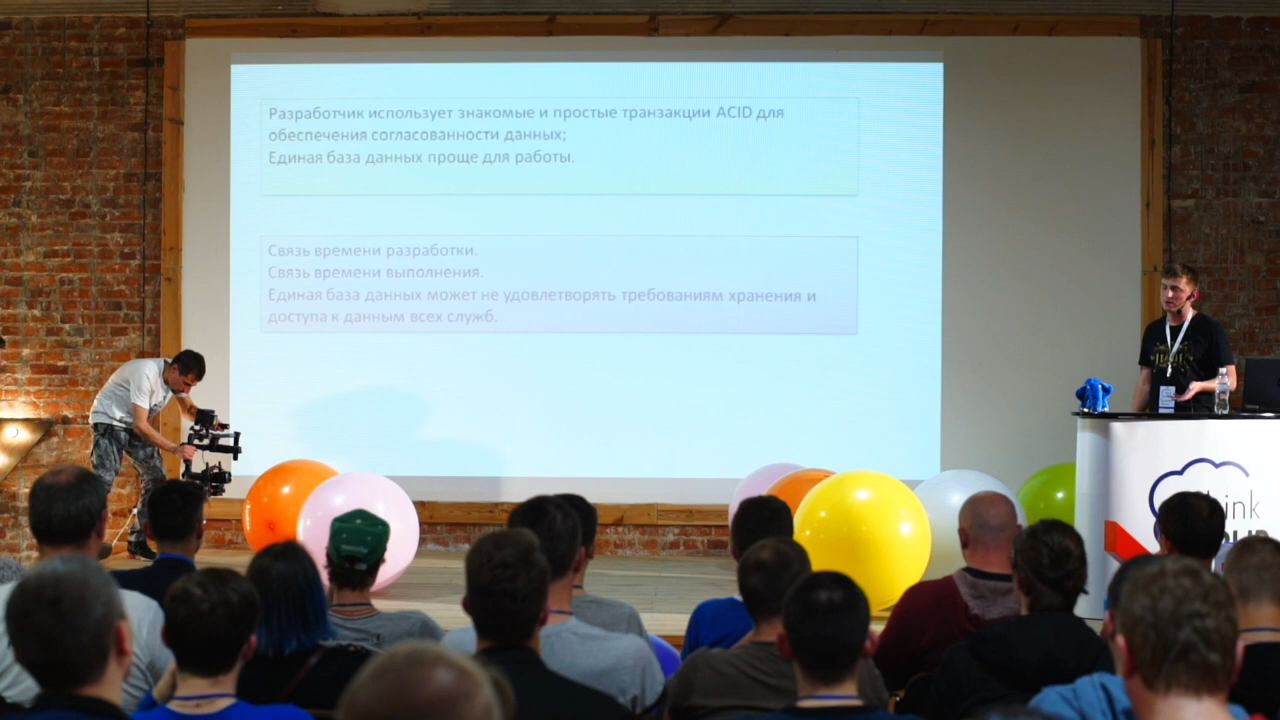 Разработчик использует знакомые и простые транзакции ACID для
обеспечения согласованности данных;
Единая база данных проще для работы.
Связь времени разработки.
Связь времени выполнения.
Единая база данных может не удовлетворять требованиям хранения и
доступа к данным всех служб.